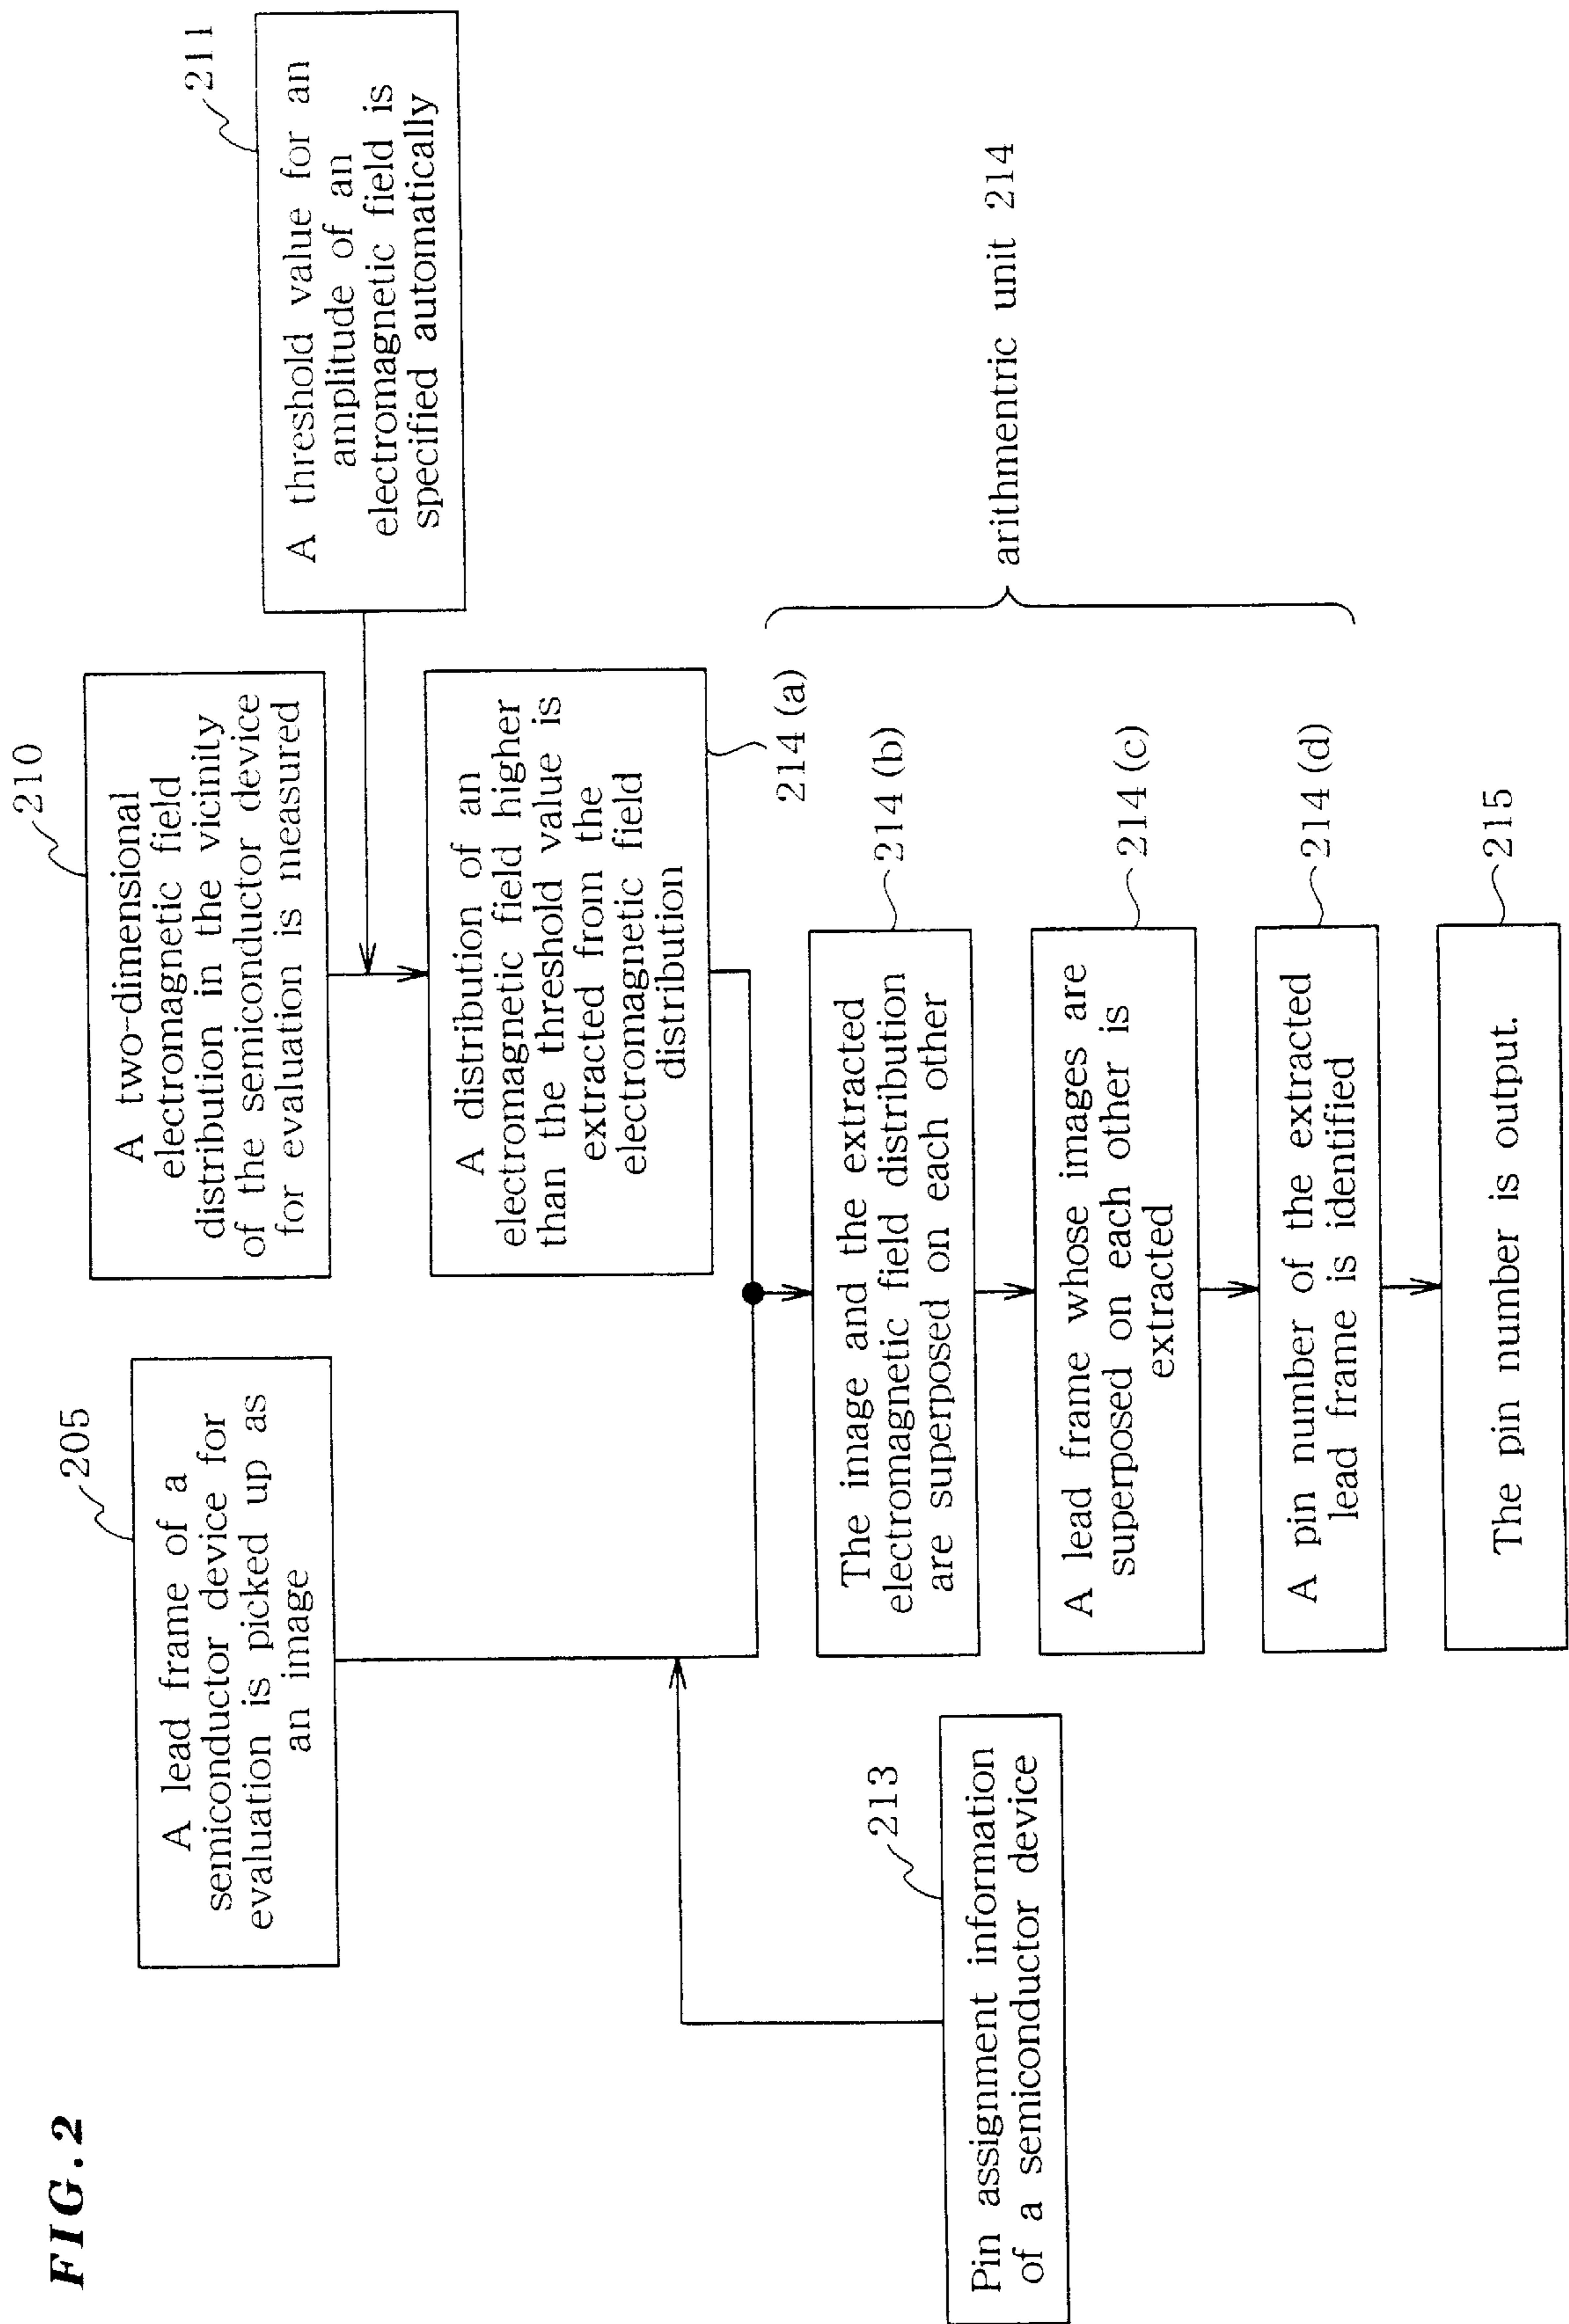 FIG.2
205
A lead frame of a
semiconductor device for
evaluation is picked up as
an image
210
A two-dimensional
electromagnetic field
distribution in the vicinity
of the semiconductor device
for evaluation is measured
211
A threshold value for an
amplitude of an
electromagnetic field is
specified automatically
A distribution of an
electromagnetic field higher
than the threshold value is
extracted from the
electromagnetic field
distribution
214 (a)
213
Pin assignment information
of a semiconductor device
The image and the extracted
electromagnetic field distribution
are superposed on each other
214 (b)
A lead frame whose images are
superposed on each other is
extracted
214 (c)
A pin number of the extracted
lead frame is identified
214 (d)
arithmentric unit 214
The pin number is output.
215